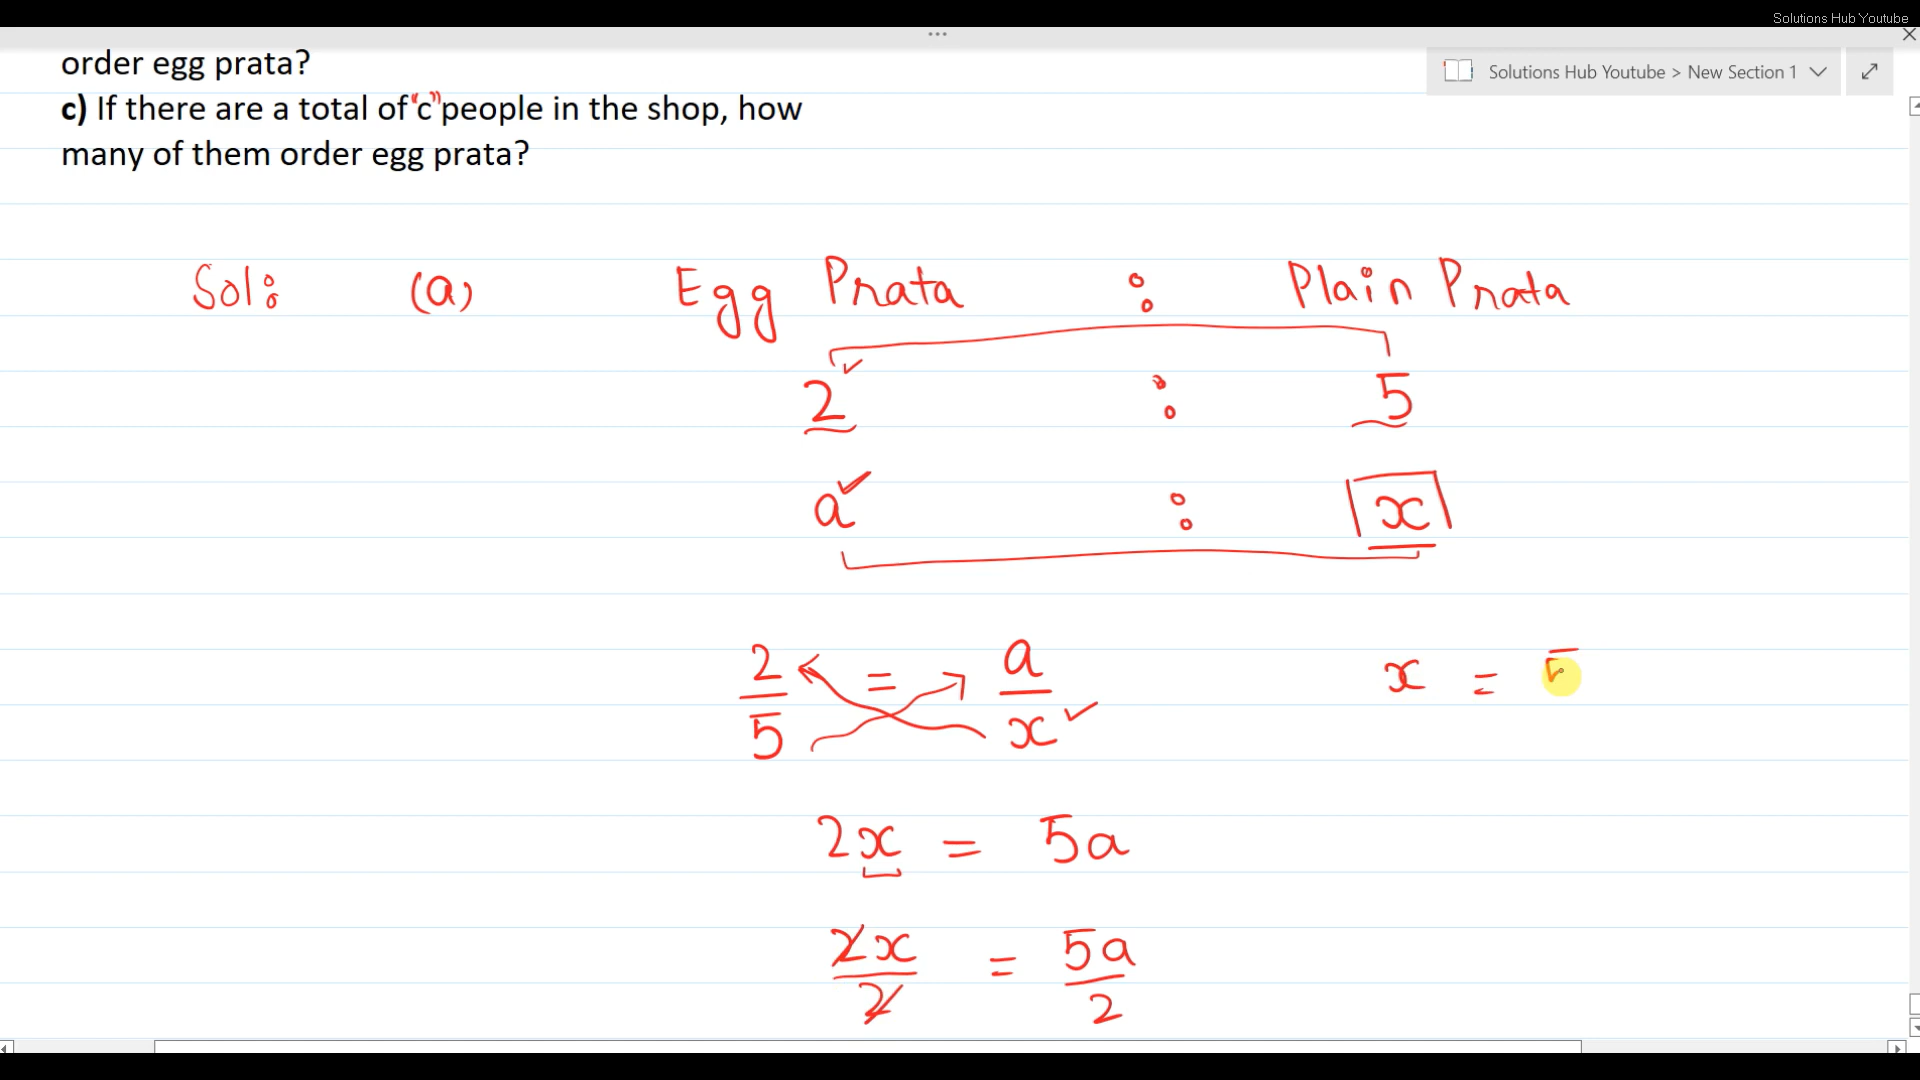 Solutions Hub Youtube
Solutions Hub Youtube > New Section 1
order egg prata?
c) If there are a total of "c" people in the shop, how
many of them order egg prata?
Sol: (a) Egg Prata : Plain Prata
2 : 5
a : x
2/5 = a/x
x = 5
2x = 5a
2x/2 = 5a/2